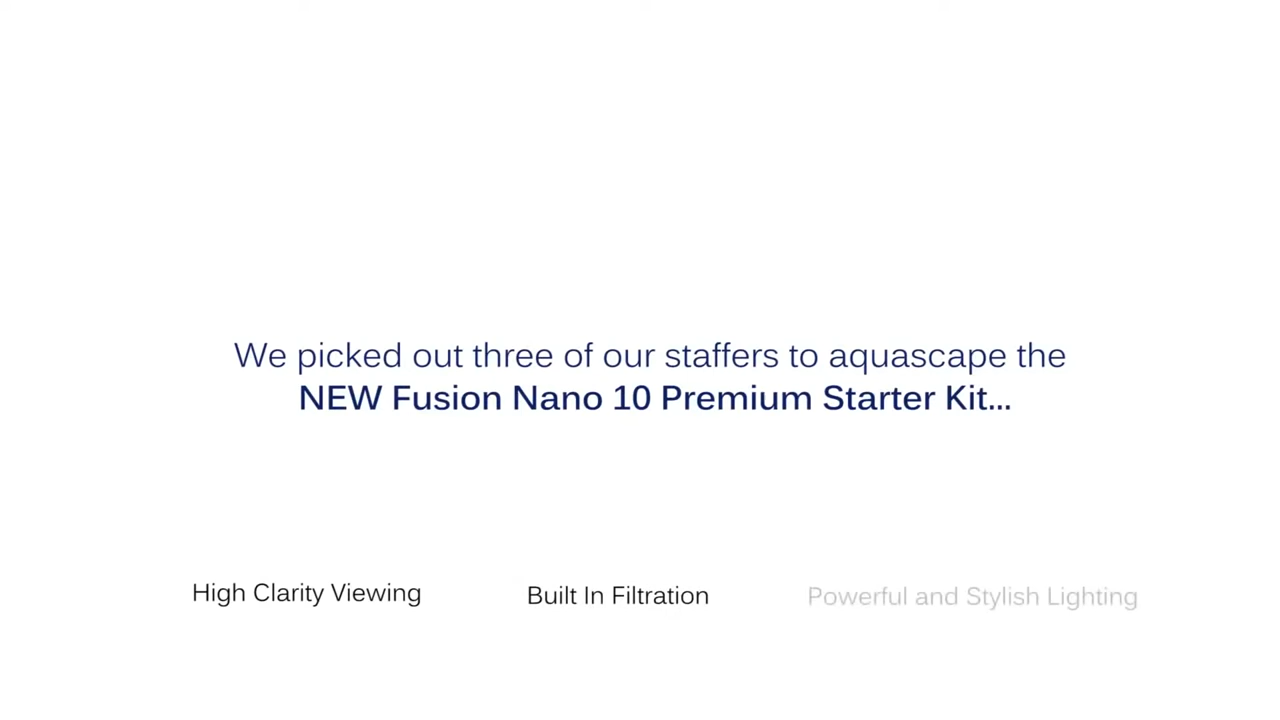 We picked out three of our staffers to aquascape the
NEW Fusion Nano 10 Premium Starter Kit...
High Clarity Viewing
Built In Filtration
Powerful and Stylish Lighting